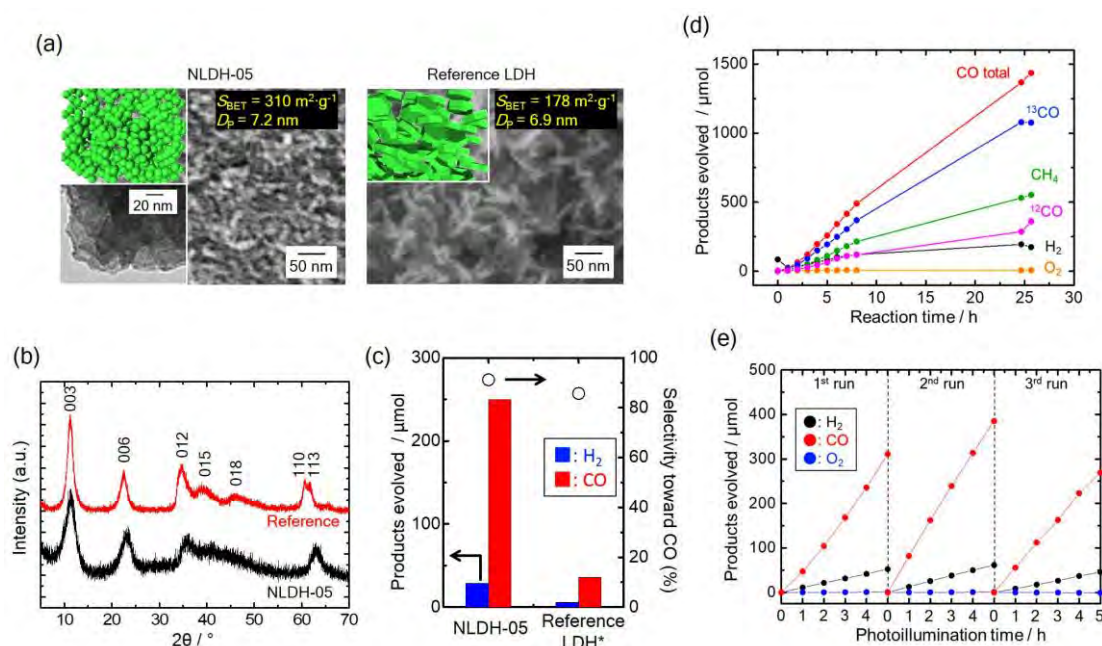 (a)
NLDH-05
Reference LDH
S_BET = 310 m²·g⁻¹
D_P = 7.2 nm
20 nm
50 nm
S_BET = 178 m²·g⁻¹
D_P = 6.9 nm
50 nm
(b)
Intensity (a.u.)
003
006
012
015
018
110
113
Reference
NLDH-05
10 20 30 40 50 60 70
2θ / °
(c)
Products evolved / µmol
300
250
200
150
100
50
0
: H₂
: CO
100
80
60
40
20
0
Selectivity toward CO (%)
NLDH-05
Reference
LDH*
(d)
Products evolved / µmol
1500
1000
500
0
CO total
¹³CO
CH₄
¹²CO
H₂
O₂
0 5 10 15 20 25 30
Reaction time / h
(e)
Products evolved / µmol
500
400
300
200
100
0
1st run
2nd run
3rd run
: H₂
: CO
: O₂
0 1 2 3 4 0 1 2 3 4 0 1 2 3 4 5
Photoillumination time / h